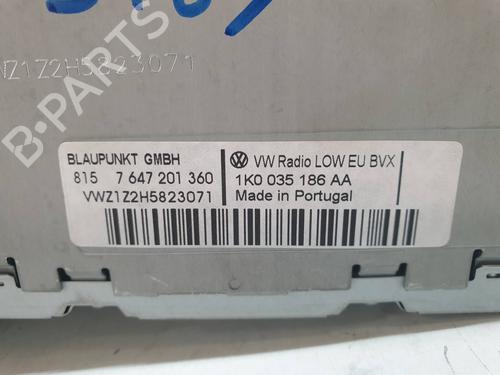 VWZ1Z2H5823071
BLAUPUNKT GMBH
815 7 647 201 360
VWZ1Z2H5823071
VW Radio LOW EU BVX
1K0 035 186 AA
Made in Portugal
B-PARTS